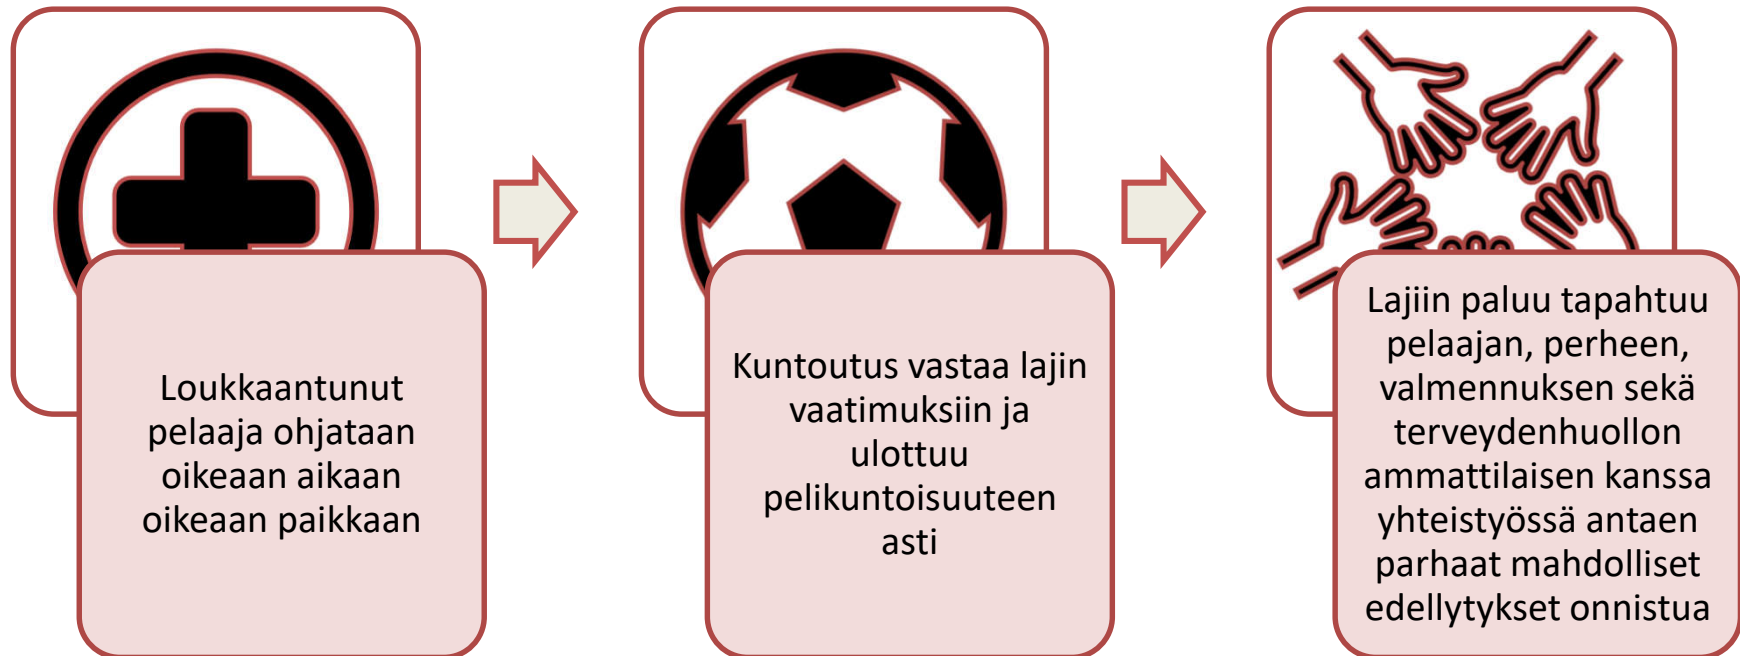 Loukkaantunut
pelaaja ohjataan
oikeaan aikaan
oikeaan paikkaan
Kuntoutus vastaa lajin
vaatimuksiin ja
ulottuu
pelikuntoisuuteen
asti
Lajiin paluu tapahtuu
pelaajan, perheen,
valmennuksen sekä
terveydenhuollon
ammattilaisen kanssa
yhteistyössä antaen
parhaat mahdolliset
edellytykset onnistua